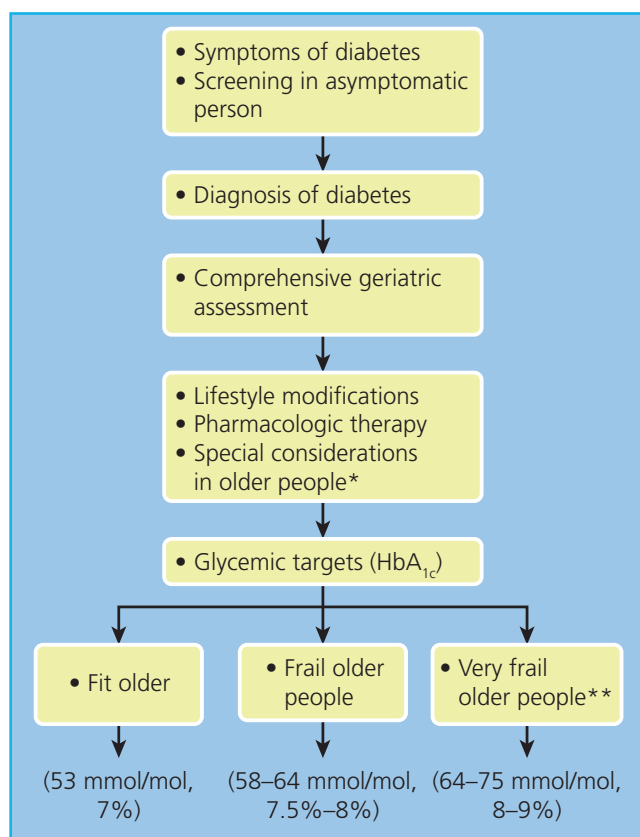 • Symptoms of diabetes
• Screening in asymptomatic
person
• Diagnosis of diabetes
• Comprehensive geriatric
assessment
• Lifestyle modifications
• Pharmacologic therapy
• Special considerations
in older people*
• Glycemic targets (HbA1c)
• Fit older
• Frail older
people
• Very frail
older people**
(53 mmol/mol,
7%)
(58–64 mmol/mol,
7.5%–8%)
(64–75 mmol/mol,
8–9%)